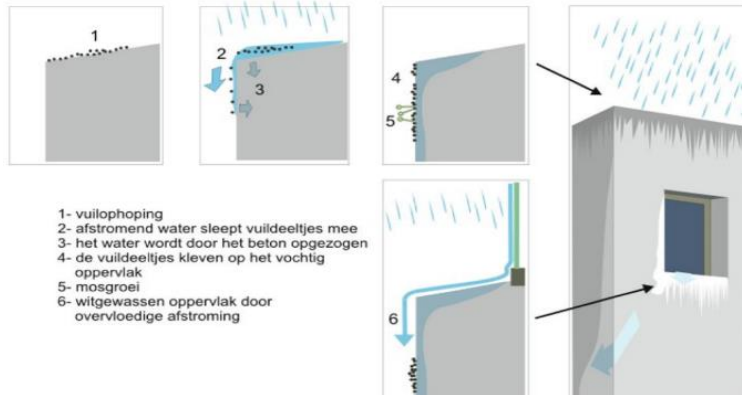 1
2
3
4
5
1- vuilophoping
2- afstromend water sleept vuildeeltjes mee
3- het water wordt door het beton opgezogen
4- de vuildeeltjes kleven op het vochtig
oppervlak
5- mosgroei
6- witgewassen oppervlak door
overvloedige afstroming
6